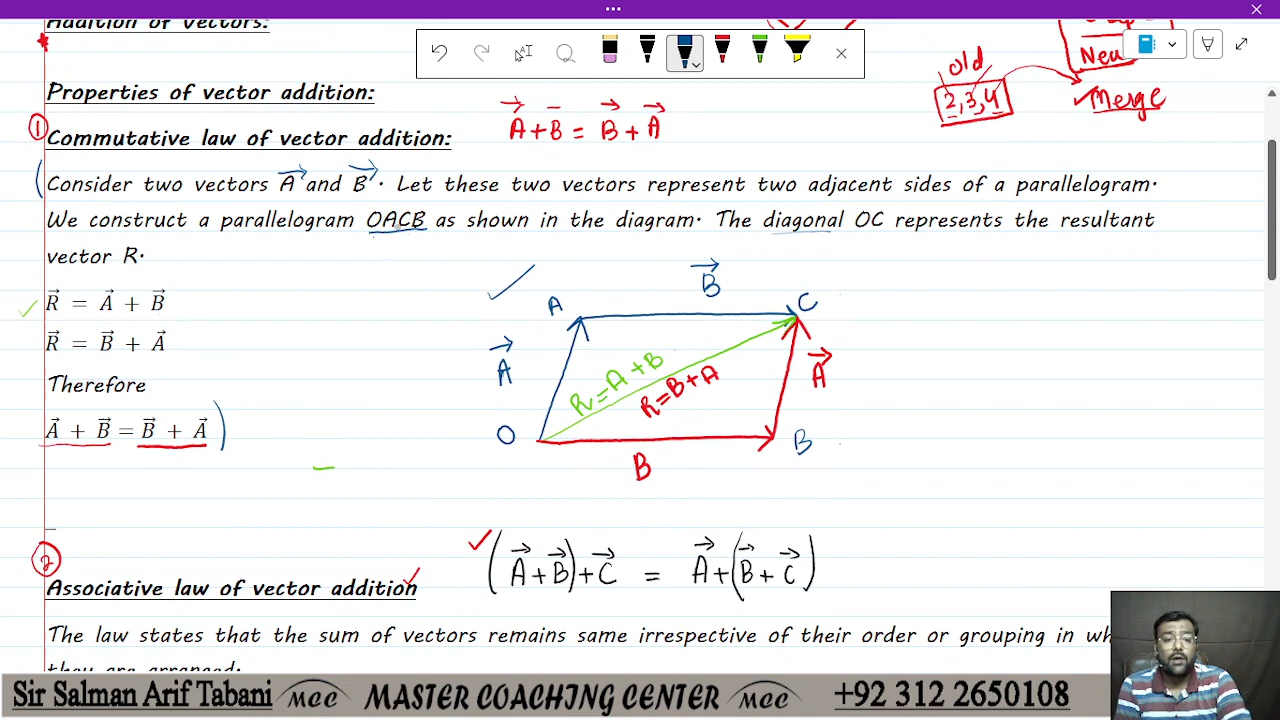 Addition of Vectors:
old
New
2,3,4
Merge
Properties of vector addition:
1
A + B = B + A
Commutative law of vector addition:
Consider two vectors A and B. Let these two vectors represent two adjacent sides of a parallelogram.
We construct a parallelogram OACB as shown in the diagram. The diagonal OC represents the resultant
vector R.
R = A + B
R = B + A
Therefore
A + B = B + A
B
A
C
A
R=A+B
R=B+A
A
O
B
B
2
(A+B)+C = A+(B+C)
Associative law of vector addition
The law states that the sum of vectors remains same irrespective of their order or grouping in
they are arranged.
Sir Salman Arif Tabani MCC MASTER COACHING CENTER MCC +92 312 2650108